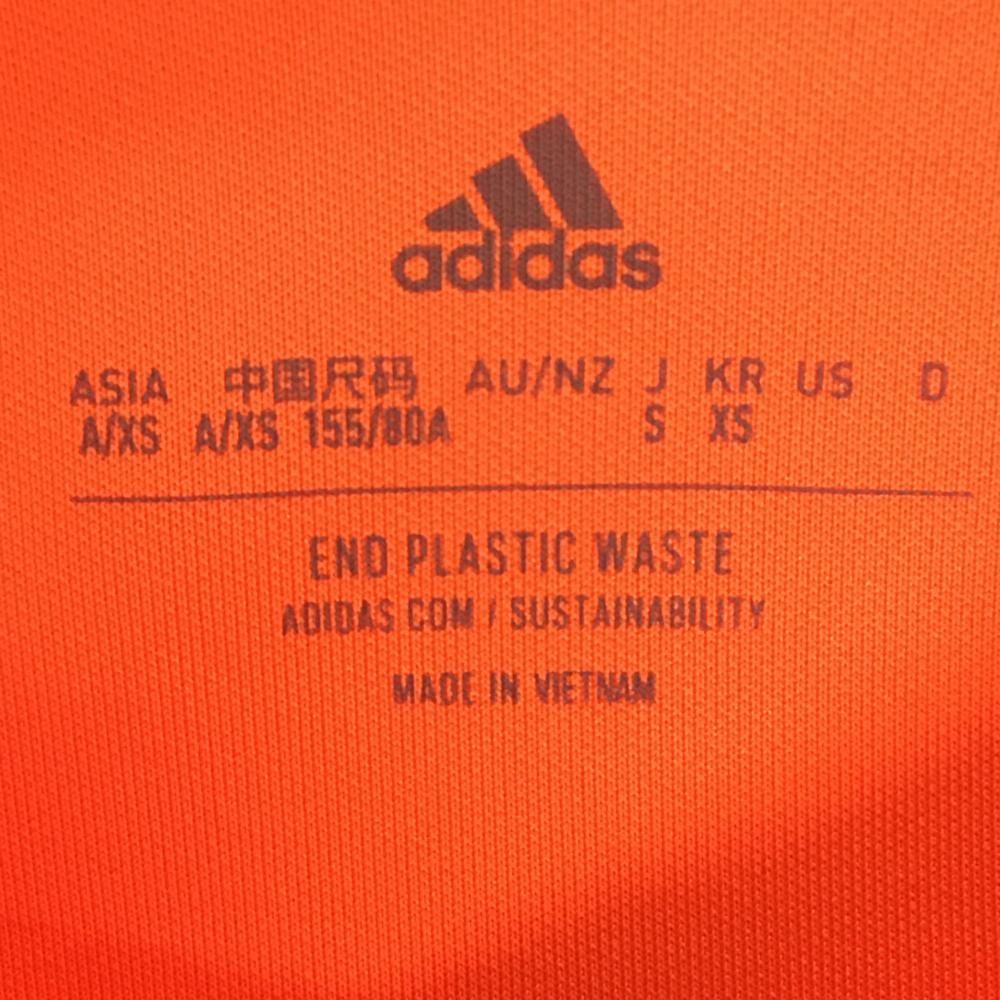 adidas
ASIA 中国尺码 AU/NZ J KR US D
A/XS A/XS 155/80A S XS
END PLASTIC WASTE
ADIDAS COM / SUSTAINABILITY
MADE IN VIETNAM